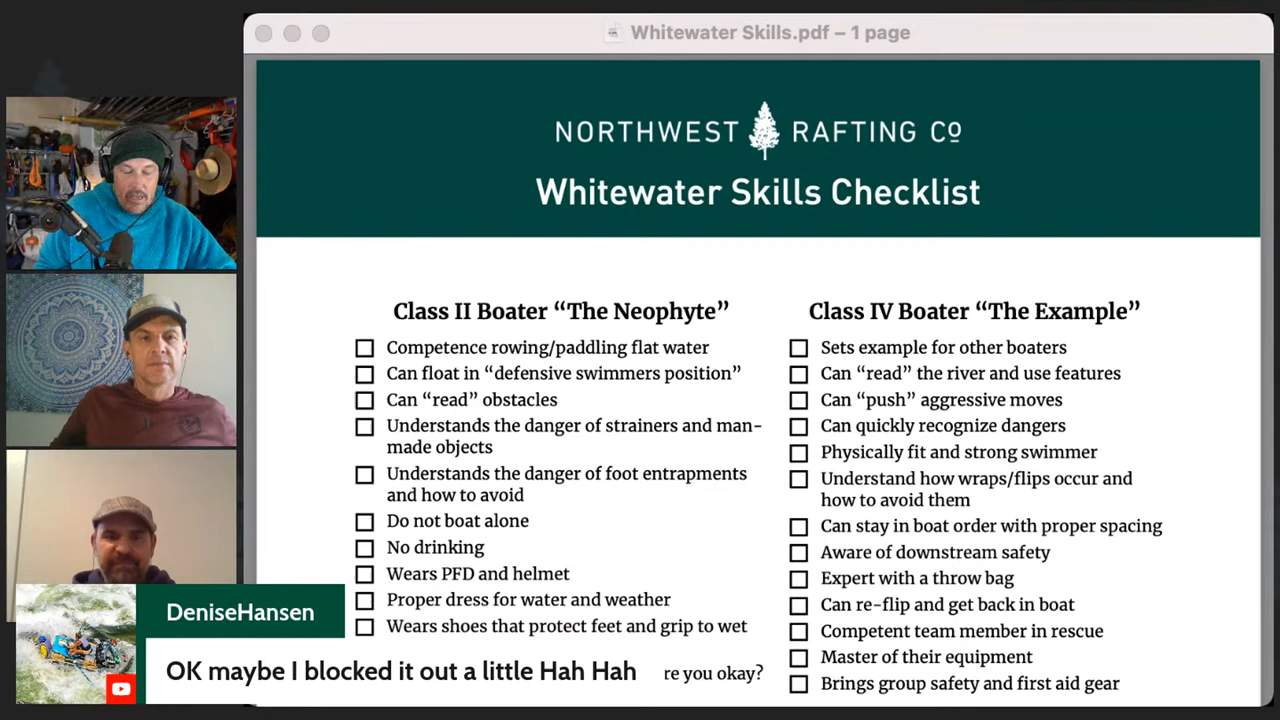 Whitewater Skills.pdf – 1 page
NORTHWEST RAFTING Co
Whitewater Skills Checklist
Class II Boater “The Neophyte”
Competence rowing/paddling flat water
Can float in “defensive swimmers position”
Can “read” obstacles
Understands the danger of strainers and man-
made objects
Understands the danger of foot entrapments
and how to avoid
Do not boat alone
No drinking
Wears PFD and helmet
Proper dress for water and weather
Wears shoes that protect feet and grip to wet
re you okay?
Class IV Boater “The Example”
Sets example for other boaters
Can “read” the river and use features
Can “push” aggressive moves
Can quickly recognize dangers
Physically fit and strong swimmer
Understand how wraps/flips occur and
how to avoid them
Can stay in boat order with proper spacing
Aware of downstream safety
Expert with a throw bag
Can re-flip and get back in boat
Competent team member in rescue
Master of their equipment
Brings group safety and first aid gear
DeniseHansen
OK maybe I blocked it out a little Hah Hah